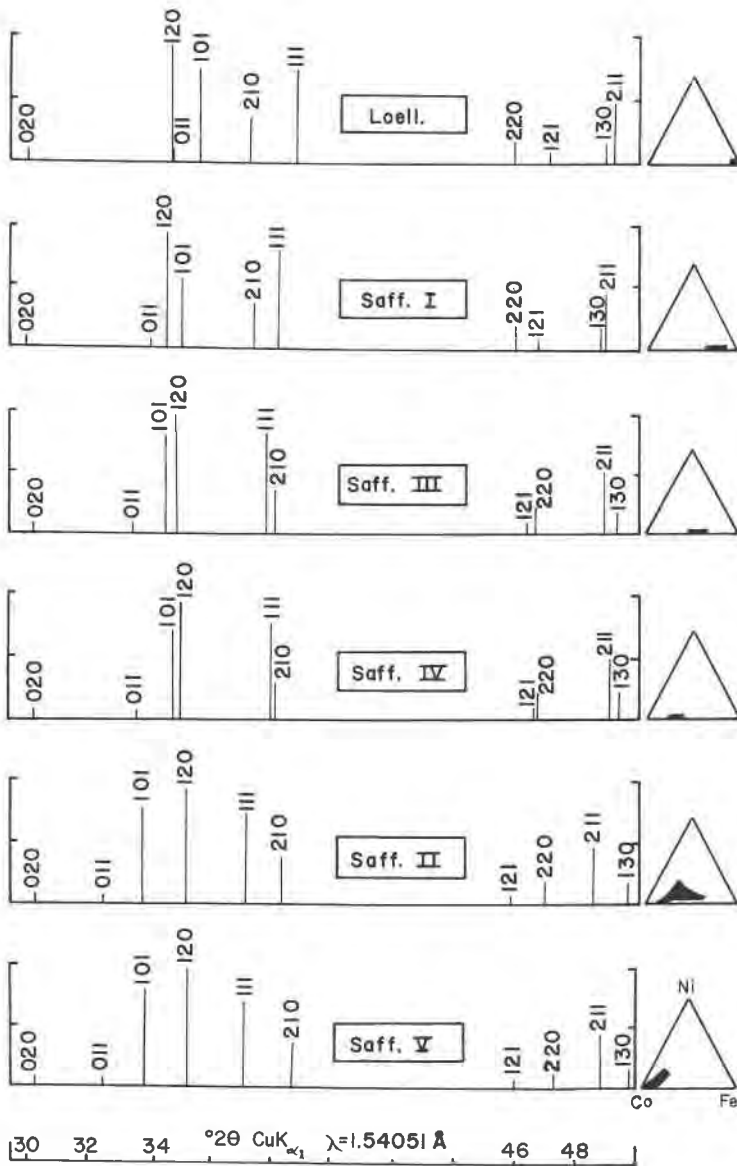 020 120 011 101 210 111 Loell. 220 121 130 211
020 011 120 101 210 111 Saff. I 220 121 130 211
020 011 101 120 111 210 Saff. III 121 220 211 130
020 011 101 120 111 210 Saff. IV 121 220 211 130
020 011 101 120 111 210 Saff. II 121 220 211 130
020 011 101 120 111 210 Saff. V 121 220 211 130
Ni
Co Fe
30 32 34 °2θ CuKα1 λ=1.54051 Å 46 48